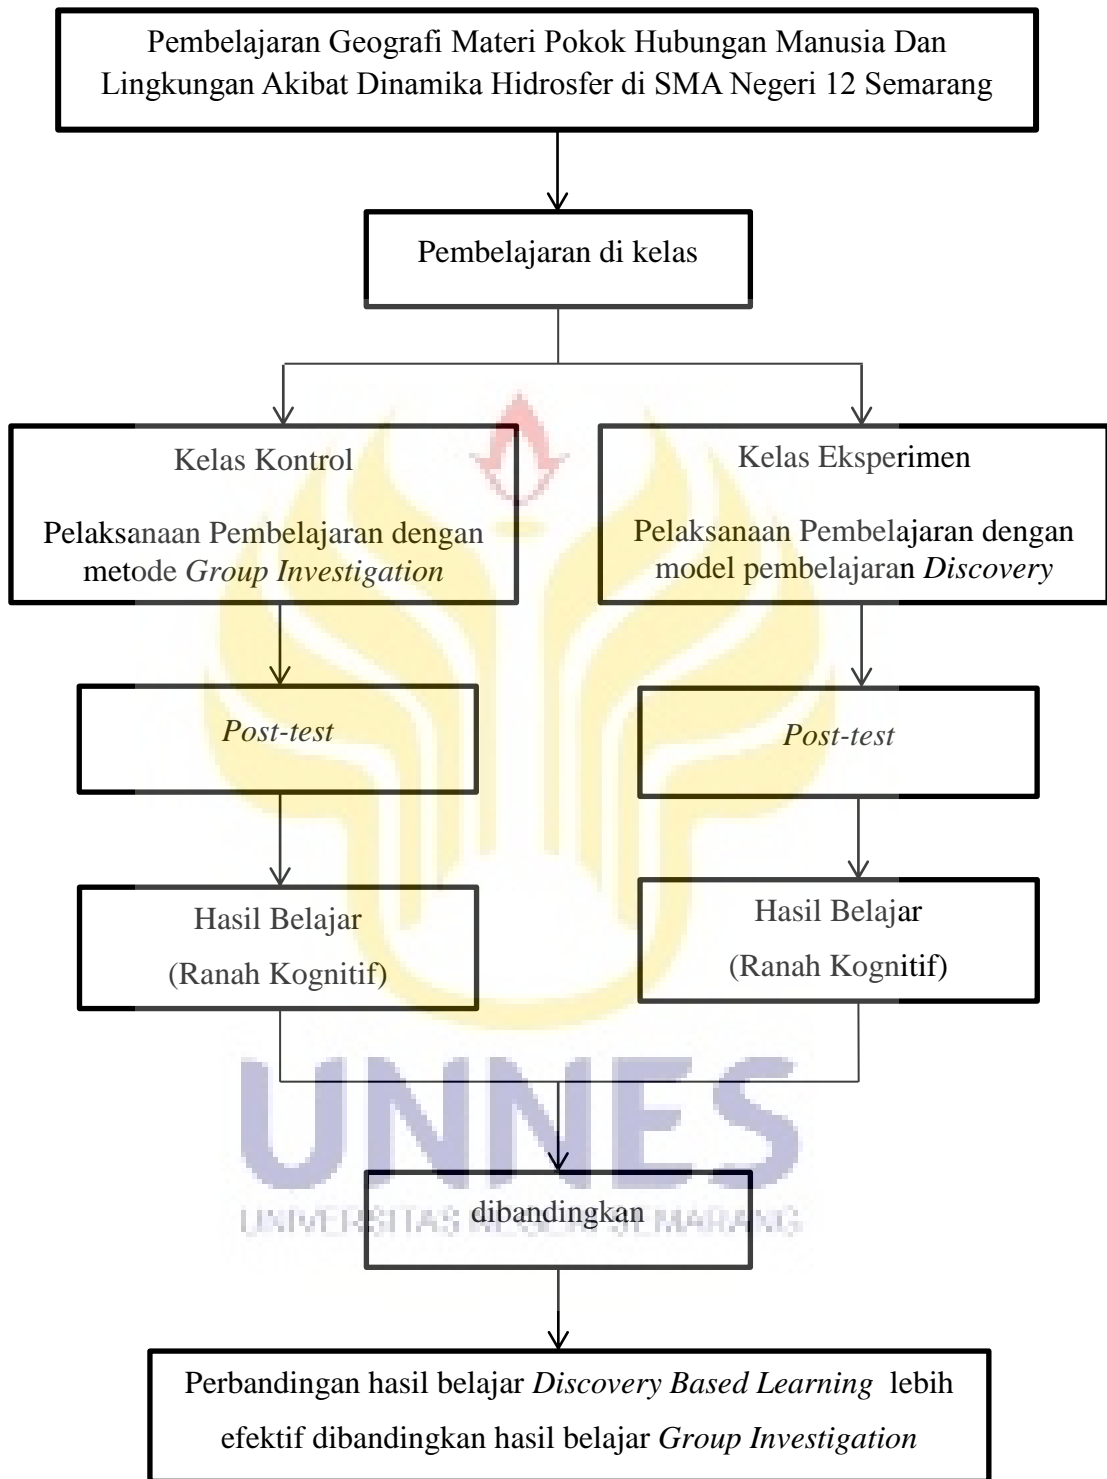 Pembelajaran Geografi Materi Pokok Hubungan Manusia Dan
Lingkungan Akibat Dinamika Hidrosfer di SMA Negeri 12 Semarang
Pembelajaran di kelas
Kelas Kontrol
Pelaksanaan Pembelajaran dengan
metode Group Investigation
Kelas Eksperimen
Pelaksanaan Pembelajaran dengan
model pembelajaran Discovery
Post-test
Post-test
Hasil Belajar
(Ranah Kognitif)
Hasil Belajar
(Ranah Kognitif)
UNNES
UNIVERSITAS NEGERI SEMARANG
dibandingkan
Perbandingan hasil belajar Discovery Based Learning lebih
efektif dibandingkan hasil belajar Group Investigation